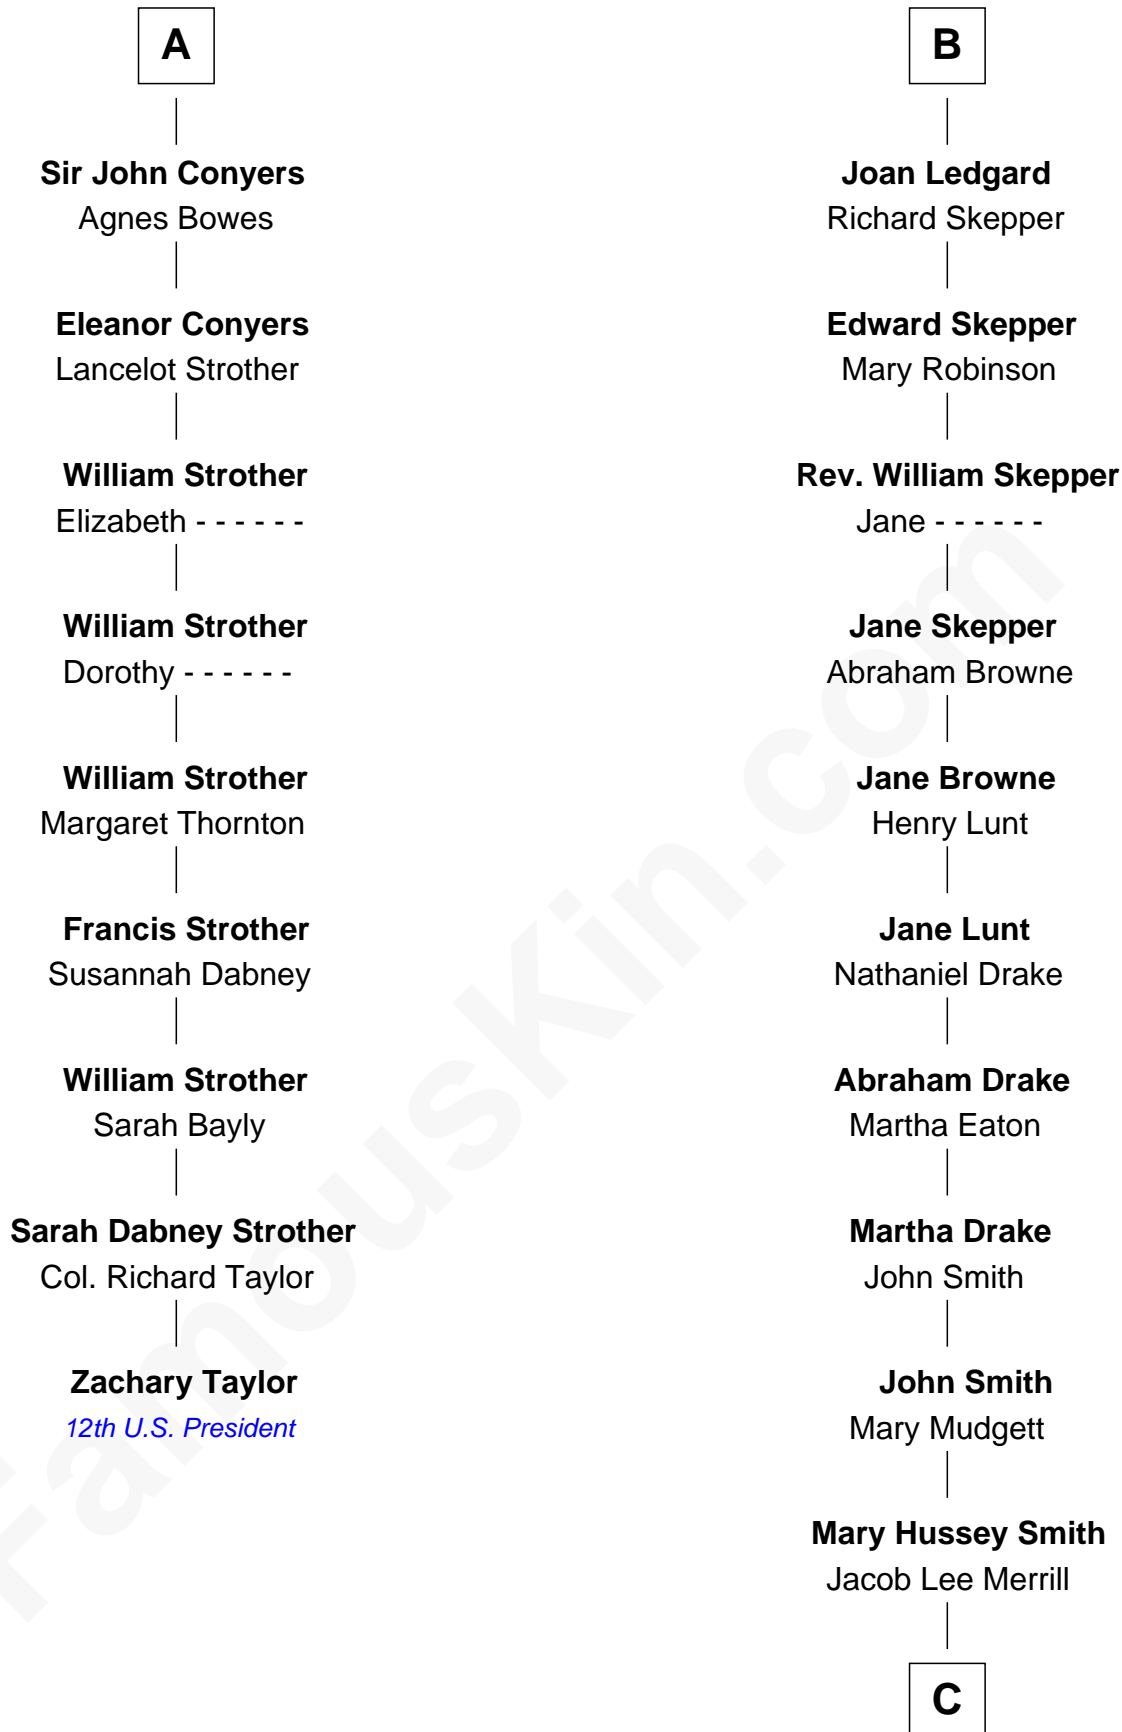 A
Sir John Conyers
Agnes Bowes
Eleanor Conyers
Lancelot Strother
William Strother
Elizabeth - - - - - -
William Strother
Dorothy - - - - - -
William Strother
Margaret Thornton
Francis Strother
Susannah Dabney
William Strother
Sarah Bayly
Sarah Dabney Strother
Col. Richard Taylor
Zachary Taylor
12th U.S. President
B
Joan Ledgard
Richard Skepper
Edward Skepper
Mary Robinson
Rev. William Skepper
Jane - - - - - -
Jane Skepper
Abraham Browne
Jane Browne
Henry Lunt
Jane Lunt
Nathaniel Drake
Abraham Drake
Martha Eaton
Martha Drake
John Smith
John Smith
Mary Mudgett
Mary Hussey Smith
Jacob Lee Merrill
C
FamousKin.com